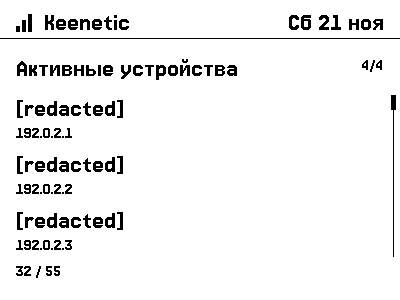 Keenetic
Сб 21 ноя
Активные устройства
4/4
[redacted]
192.0.2.1
[redacted]
192.0.2.2
[redacted]
192.0.2.3
32 / 55